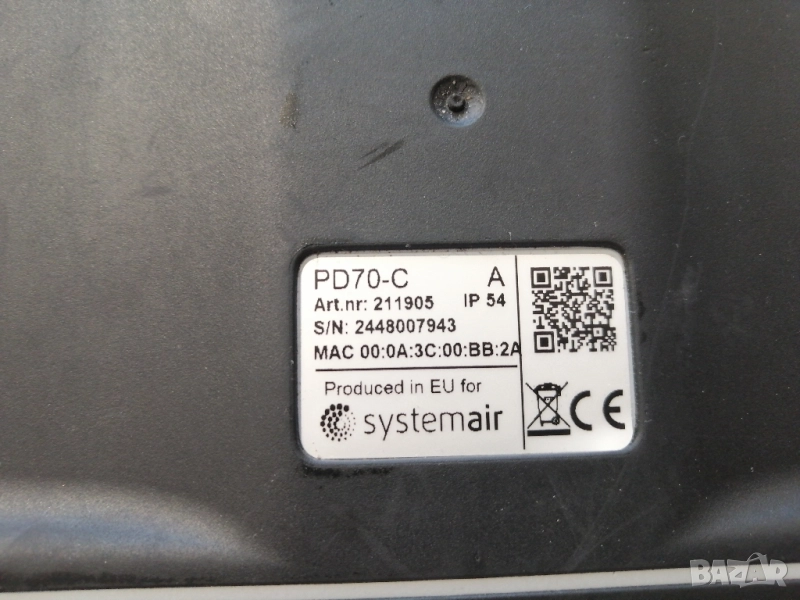 PD70-C A
Art.nr: 211905 IP 54
S/N: 2448007943
MAC 00:0A:3C:00:BB:2A
Produced in EU for
systemair
CE
BAZAR